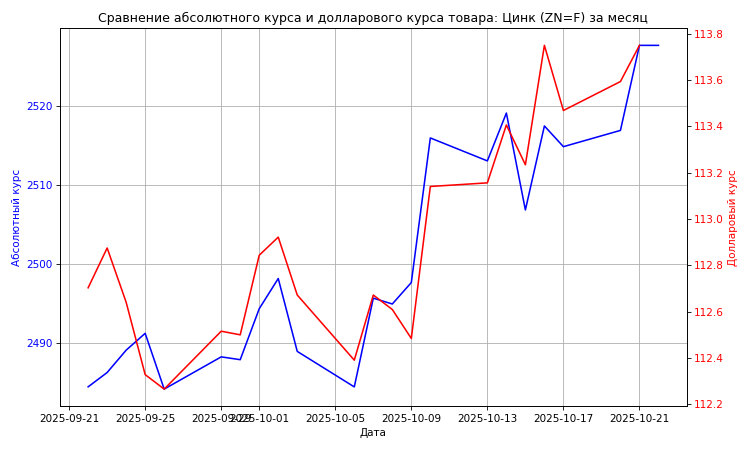 Сравнение абсолютного курса и долларового курса товара: Цинк (ZN=F) за месяц
Абсолютный курс
2520
2510
2500
2490
113.8
113.6
113.4
113.2
113.0
112.8
112.6
112.4
112.2
Долларовый курс
2025-09-21 2025-09-25 2025-09-29 2025-10-01 2025-10-05 2025-10-09 2025-10-13 2025-10-17 2025-10-21
Дата